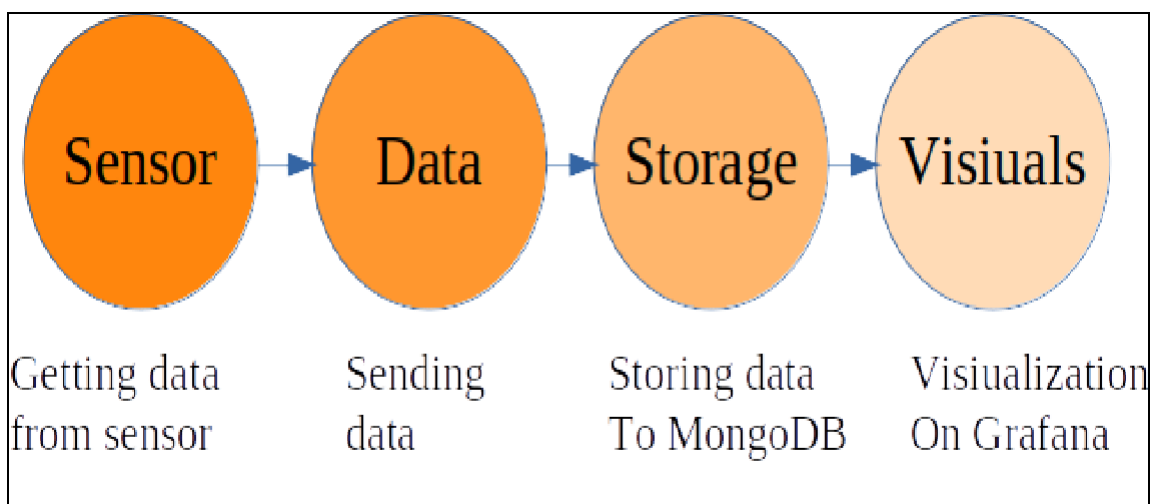 Sensor
Data
Storage
Visiuals
Getting data
from sensor
Sending
data
Storing data
To MongoDB
Visiualization
On Grafana